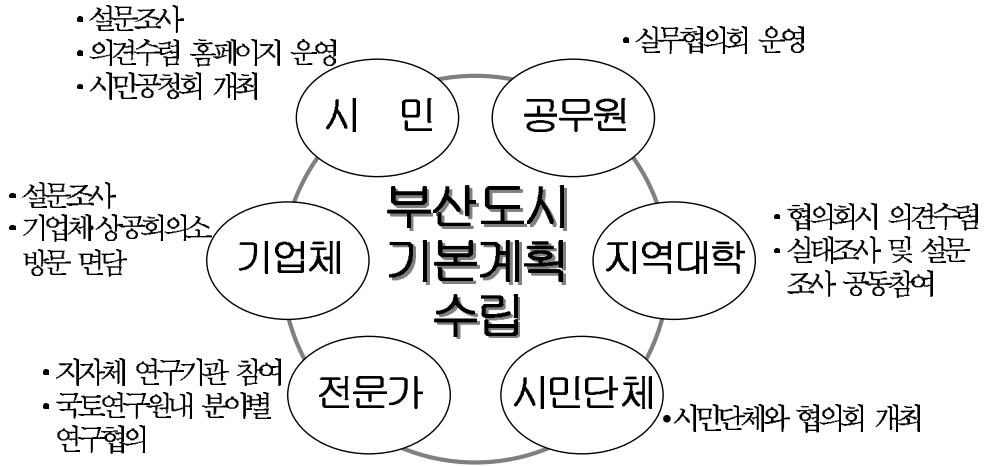 • 설문조사
• 의견수렴 홈페이지 운영
• 시민공청회 개최
• 실무협의회 운영
시 민
공무원
부산도시
기본계획
수립
• 설문조사
• 기업체·상공회의소
방문 면담
기업체
지역대학
• 협의회시 의견수렴
• 실태조사 및 설문
조사 공동참여
• 지자체 연구기관 참여
• 국토연구원내 분야별
연구협의
전문가
시민단체
• 시민단체와 협의회 개최